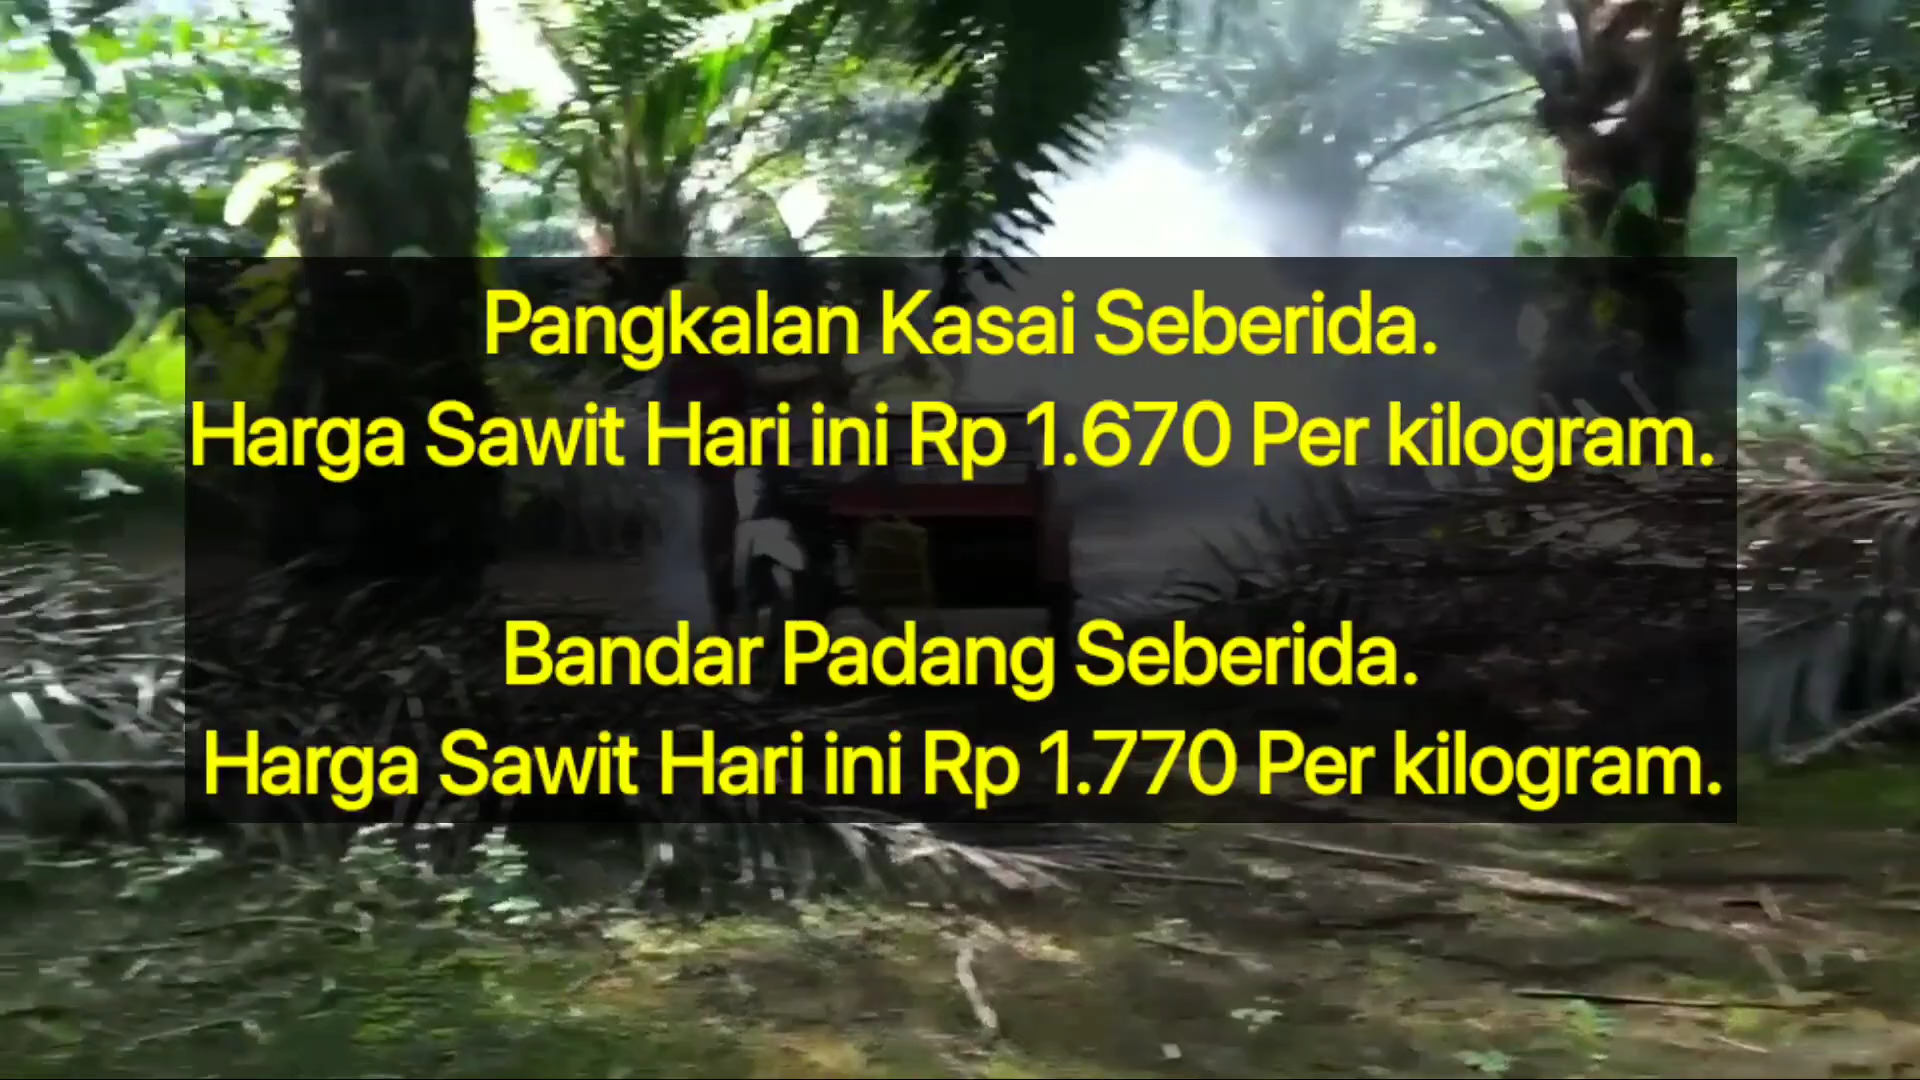 Pangkalan Kasai Seberida.
Harga Sawit Hari ini Rp 1.670 Per kilogram.
Bandar Padang Seberida.
Harga Sawit Hari ini Rp 1.770 Per kilogram.